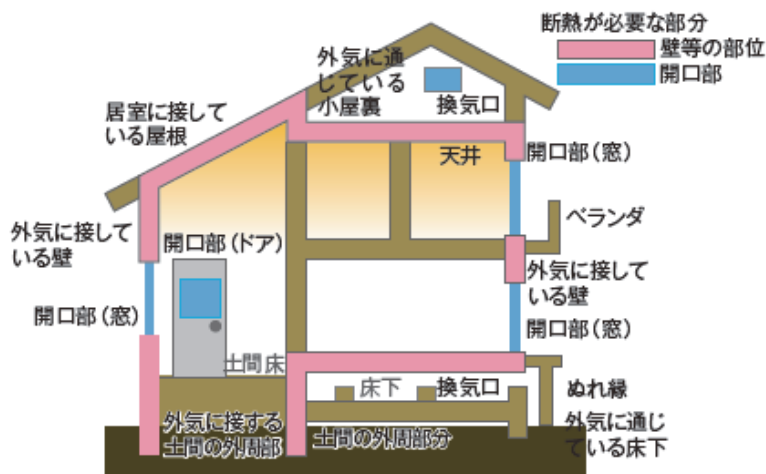 断熱が必要な部分
壁等の部位
開口部
外気に通
じている
小屋裏
換気口
居室に接して
いる屋根
天井
開口部（窓）
ベランダ
外気に接して
いる壁
開口部（ドア）
外気に接して
いる壁
開口部（窓）
開口部（窓）
土間床
床下
換気口
ぬれ縁
外気に接する
土間の外周部
土間の外周部分
外気に通じ
ている床下